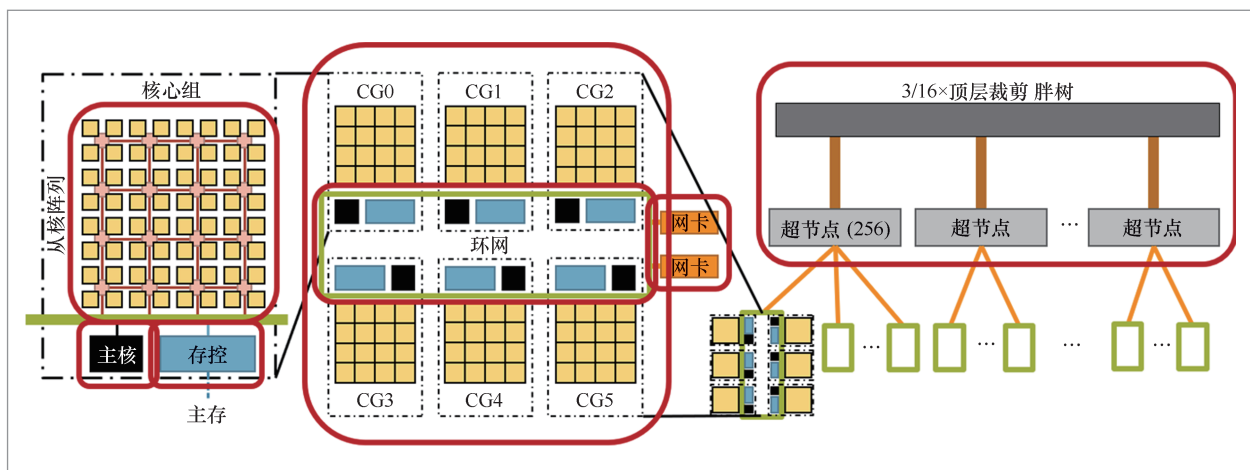 核心组
从核阵列
主核
存控
主存
CG0
CG1
CG2
环网
CG3
CG4
CG5
网卡
网卡
3/16×顶层裁剪 胖树
超节点 (256)
超节点
…
超节点
…
…
…
…